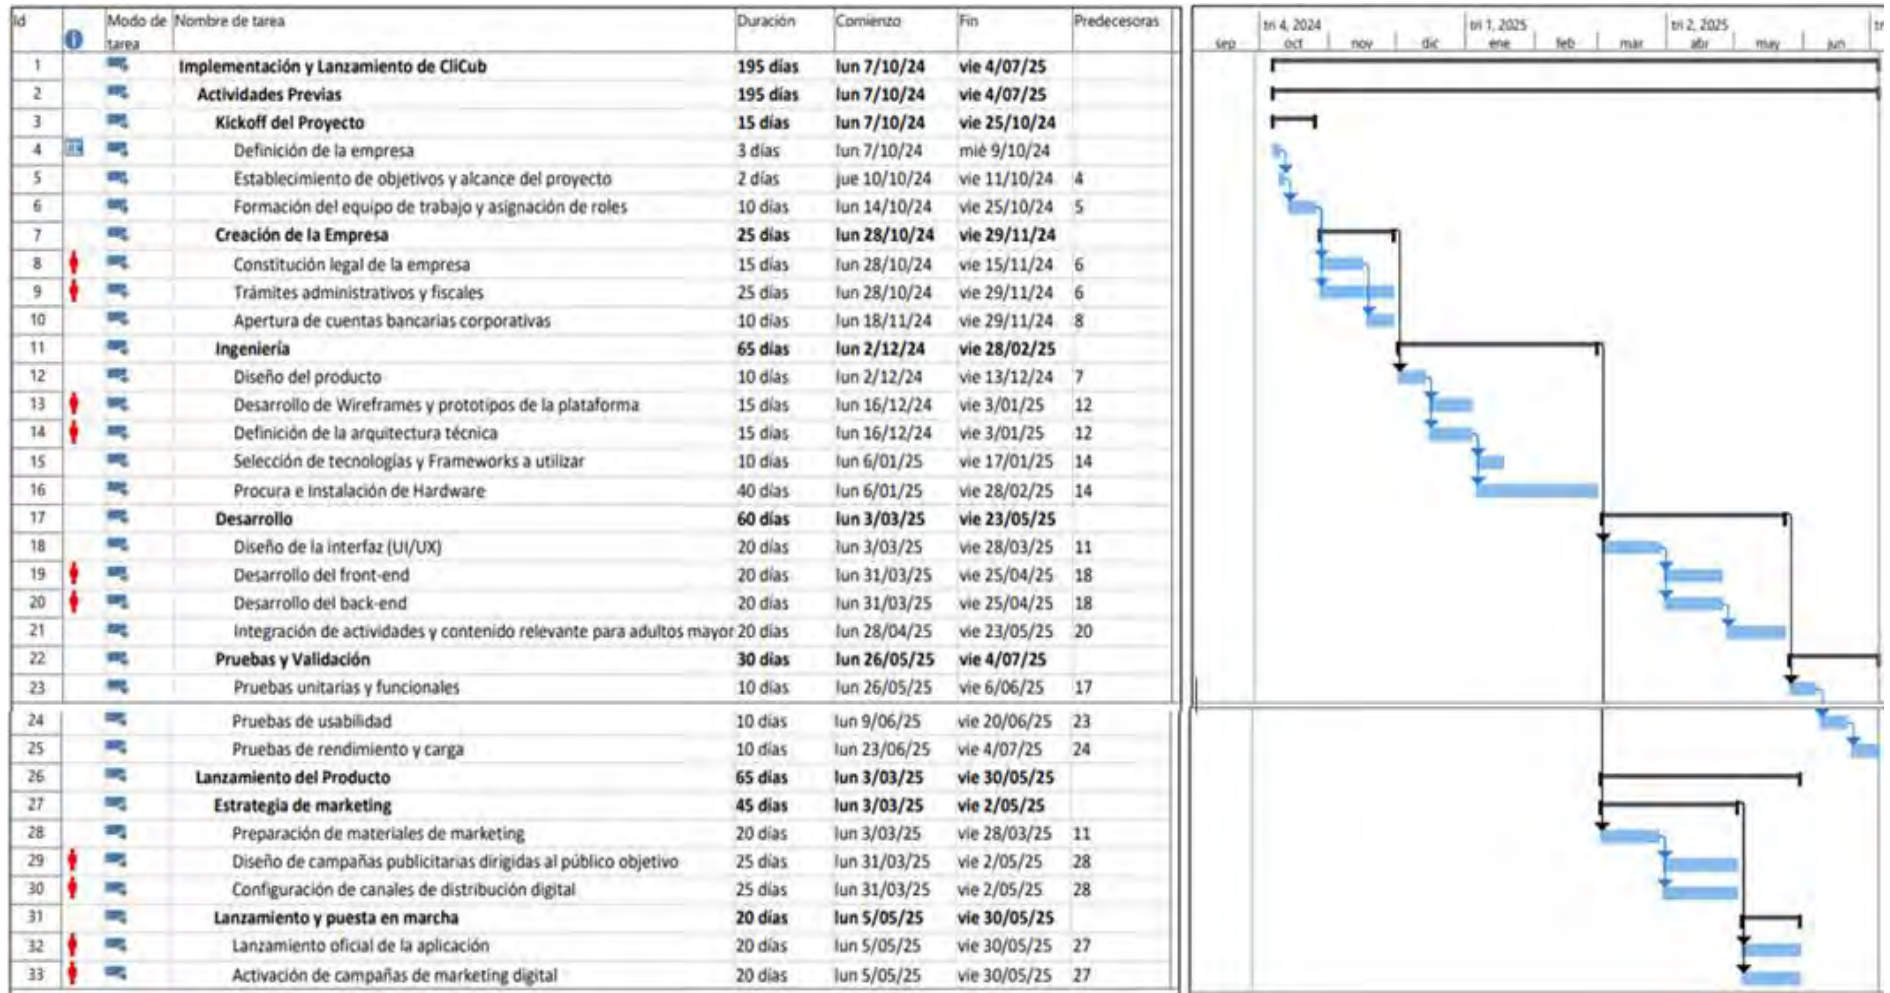 Id Modo de tarea Nombre de tarea Duración Comienzo Fin Predecesoras
1 Implementación y Lanzamiento de CliCub 195 días lun 7/10/24 vie 4/07/25
2 Actividades Previas 195 días lun 7/10/24 vie 4/07/25
3 Kickoff del Proyecto 15 días lun 7/10/24 vie 25/10/24
4 Definición de la empresa 3 días lun 7/10/24 mié 9/10/24
5 Establecimiento de objetivos y alcance del proyecto 2 días jue 10/10/24 vie 11/10/24 4
6 Formación del equipo de trabajo y asignación de roles 10 días lun 14/10/24 vie 25/10/24 5
7 Creación de la Empresa 25 días lun 28/10/24 vie 29/11/24
8 Constitución legal de la empresa 15 días lun 28/10/24 vie 15/11/24 6
9 Trámites administrativos y fiscales 25 días lun 28/10/24 vie 29/11/24 6
10 Apertura de cuentas bancarias corporativas 10 días lun 18/11/24 vie 29/11/24 8
11 Ingeniería 65 días lun 2/12/24 vie 28/02/25
12 Diseño del producto 10 días lun 2/12/24 vie 13/12/24 7
13 Desarrollo de Wireframes y prototipos de la plataforma 15 días lun 16/12/24 vie 3/01/25 12
14 Definición de la arquitectura técnica 15 días lun 16/12/24 vie 3/01/25 12
15 Selección de tecnologías y Frameworks a utilizar 10 días lun 6/01/25 vie 17/01/25 14
16 Procura e Instalación de Hardware 40 días lun 6/01/25 vie 28/02/25 14
17 Desarrollo 60 días lun 3/03/25 vie 23/05/25
18 Diseño de la interfaz (UI/UX) 20 días lun 3/03/25 vie 28/03/25 11
19 Desarrollo del front-end 20 días lun 31/03/25 vie 25/04/25 18
20 Desarrollo del back-end 20 días lun 31/03/25 vie 25/04/25 18
21 Integración de actividades y contenido relevante para adultos mayor 20 días lun 28/04/25 vie 23/05/25 20
22 Pruebas y Validación 30 días lun 26/05/25 vie 4/07/25
23 Pruebas unitarias y funcionales 10 días lun 26/05/25 vie 6/06/25 17
24 Pruebas de usabilidad 10 días lun 9/06/25 vie 20/06/25 23
25 Pruebas de rendimiento y carga 10 días lun 23/06/25 vie 4/07/25 24
26 Lanzamiento del Producto 65 días lun 3/03/25 vie 30/05/25
27 Estrategia de marketing 45 días lun 3/03/25 vie 2/05/25
28 Preparación de materiales de marketing 20 días lun 3/03/25 vie 28/03/25 11
29 Diseño de campañas publicitarias dirigidas al público objetivo 25 días lun 31/03/25 vie 2/05/25 28
30 Configuración de canales de distribución digital 25 días lun 31/03/25 vie 2/05/25 28
31 Lanzamiento y puesta en marcha 20 días lun 5/05/25 vie 30/05/25
32 Lanzamiento oficial de la aplicación 20 días lun 5/05/25 vie 30/05/25 27
33 Activación de campañas de marketing digital 20 días lun 5/05/25 vie 30/05/25 27
tri 4, 2024 tri 1, 2025 tri 2, 2025
sep oct nov dic ene feb mar abr may jun